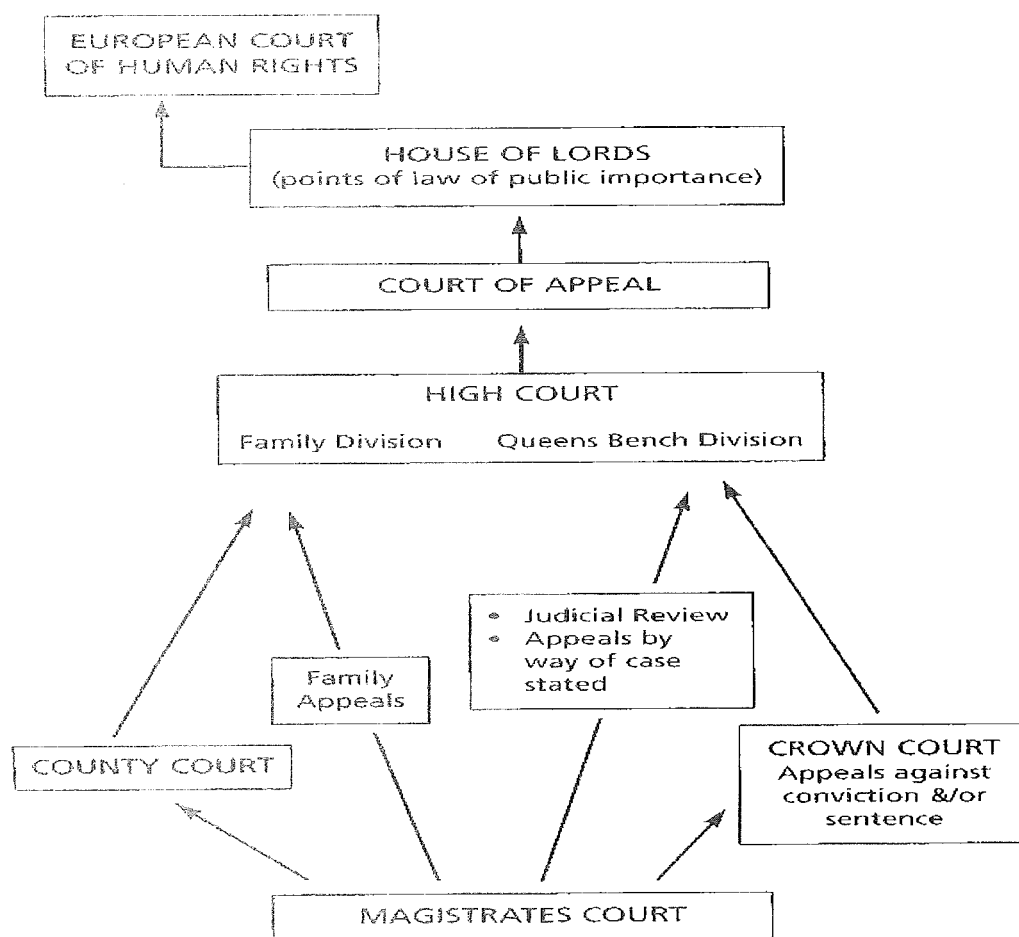 EUROPEAN COURT
OF HUMAN RIGHTS
HOUSE OF LORDS
(points of law of public importance)
COURT OF APPEAL
HIGH COURT
Family Division Queens Bench Division
• Judicial Review
• Appeals by
way of case
stated
Family
Appeals
COUNTY COURT
CROWN COURT
Appeals against
conviction &/or
sentence
MAGISTRATES COURT